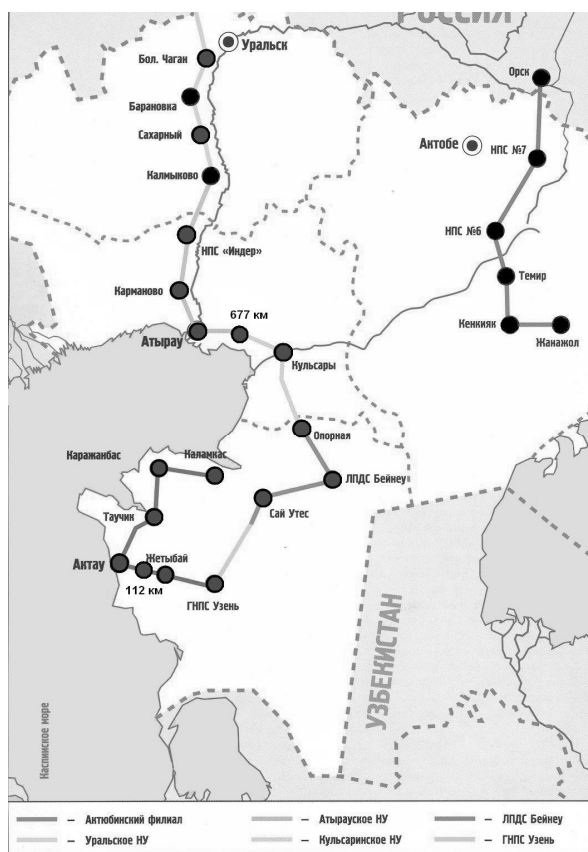 РОССИЯ
Уральск
Бол. Чаган
Орск
Барановка
Сахарный
Актобе
НПС №7
Калмыково
НПС №6
НПС «Индер»
Темир
Карманово
677 км
Атырау
Кенкияк
Жанажол
Кульсары
Опорная
Каражанбас
Каламкас
ЛПДС Бейнеу
Таучик
Сай Утес
Актау
Жетыбай
112 км
ГНПС Узень
УЗБЕКИСТАН
Каспинское море
– Актюбинский филиал
– Атырауское НУ
– ЛПДС Бейнеу
– Уральское НУ
– Кульсаринское НУ
– ГНПС Узень